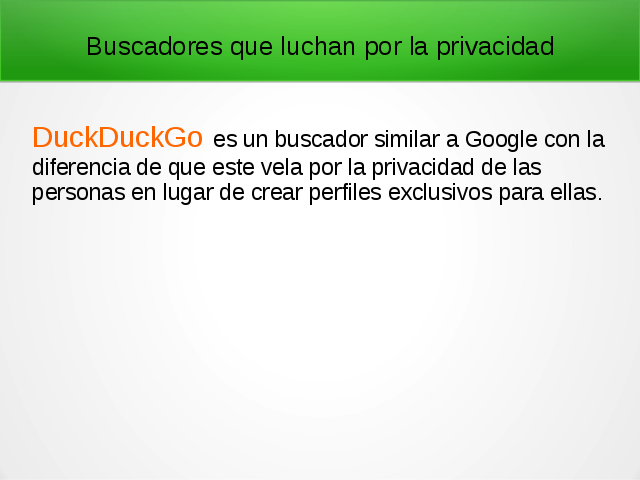 Buscadores que luchan por la privacidad
DuckDuckGo es un buscador similar a Google con la
diferencia de que este vela por la privacidad de las
personas en lugar de crear perfiles exclusivos para ellas.